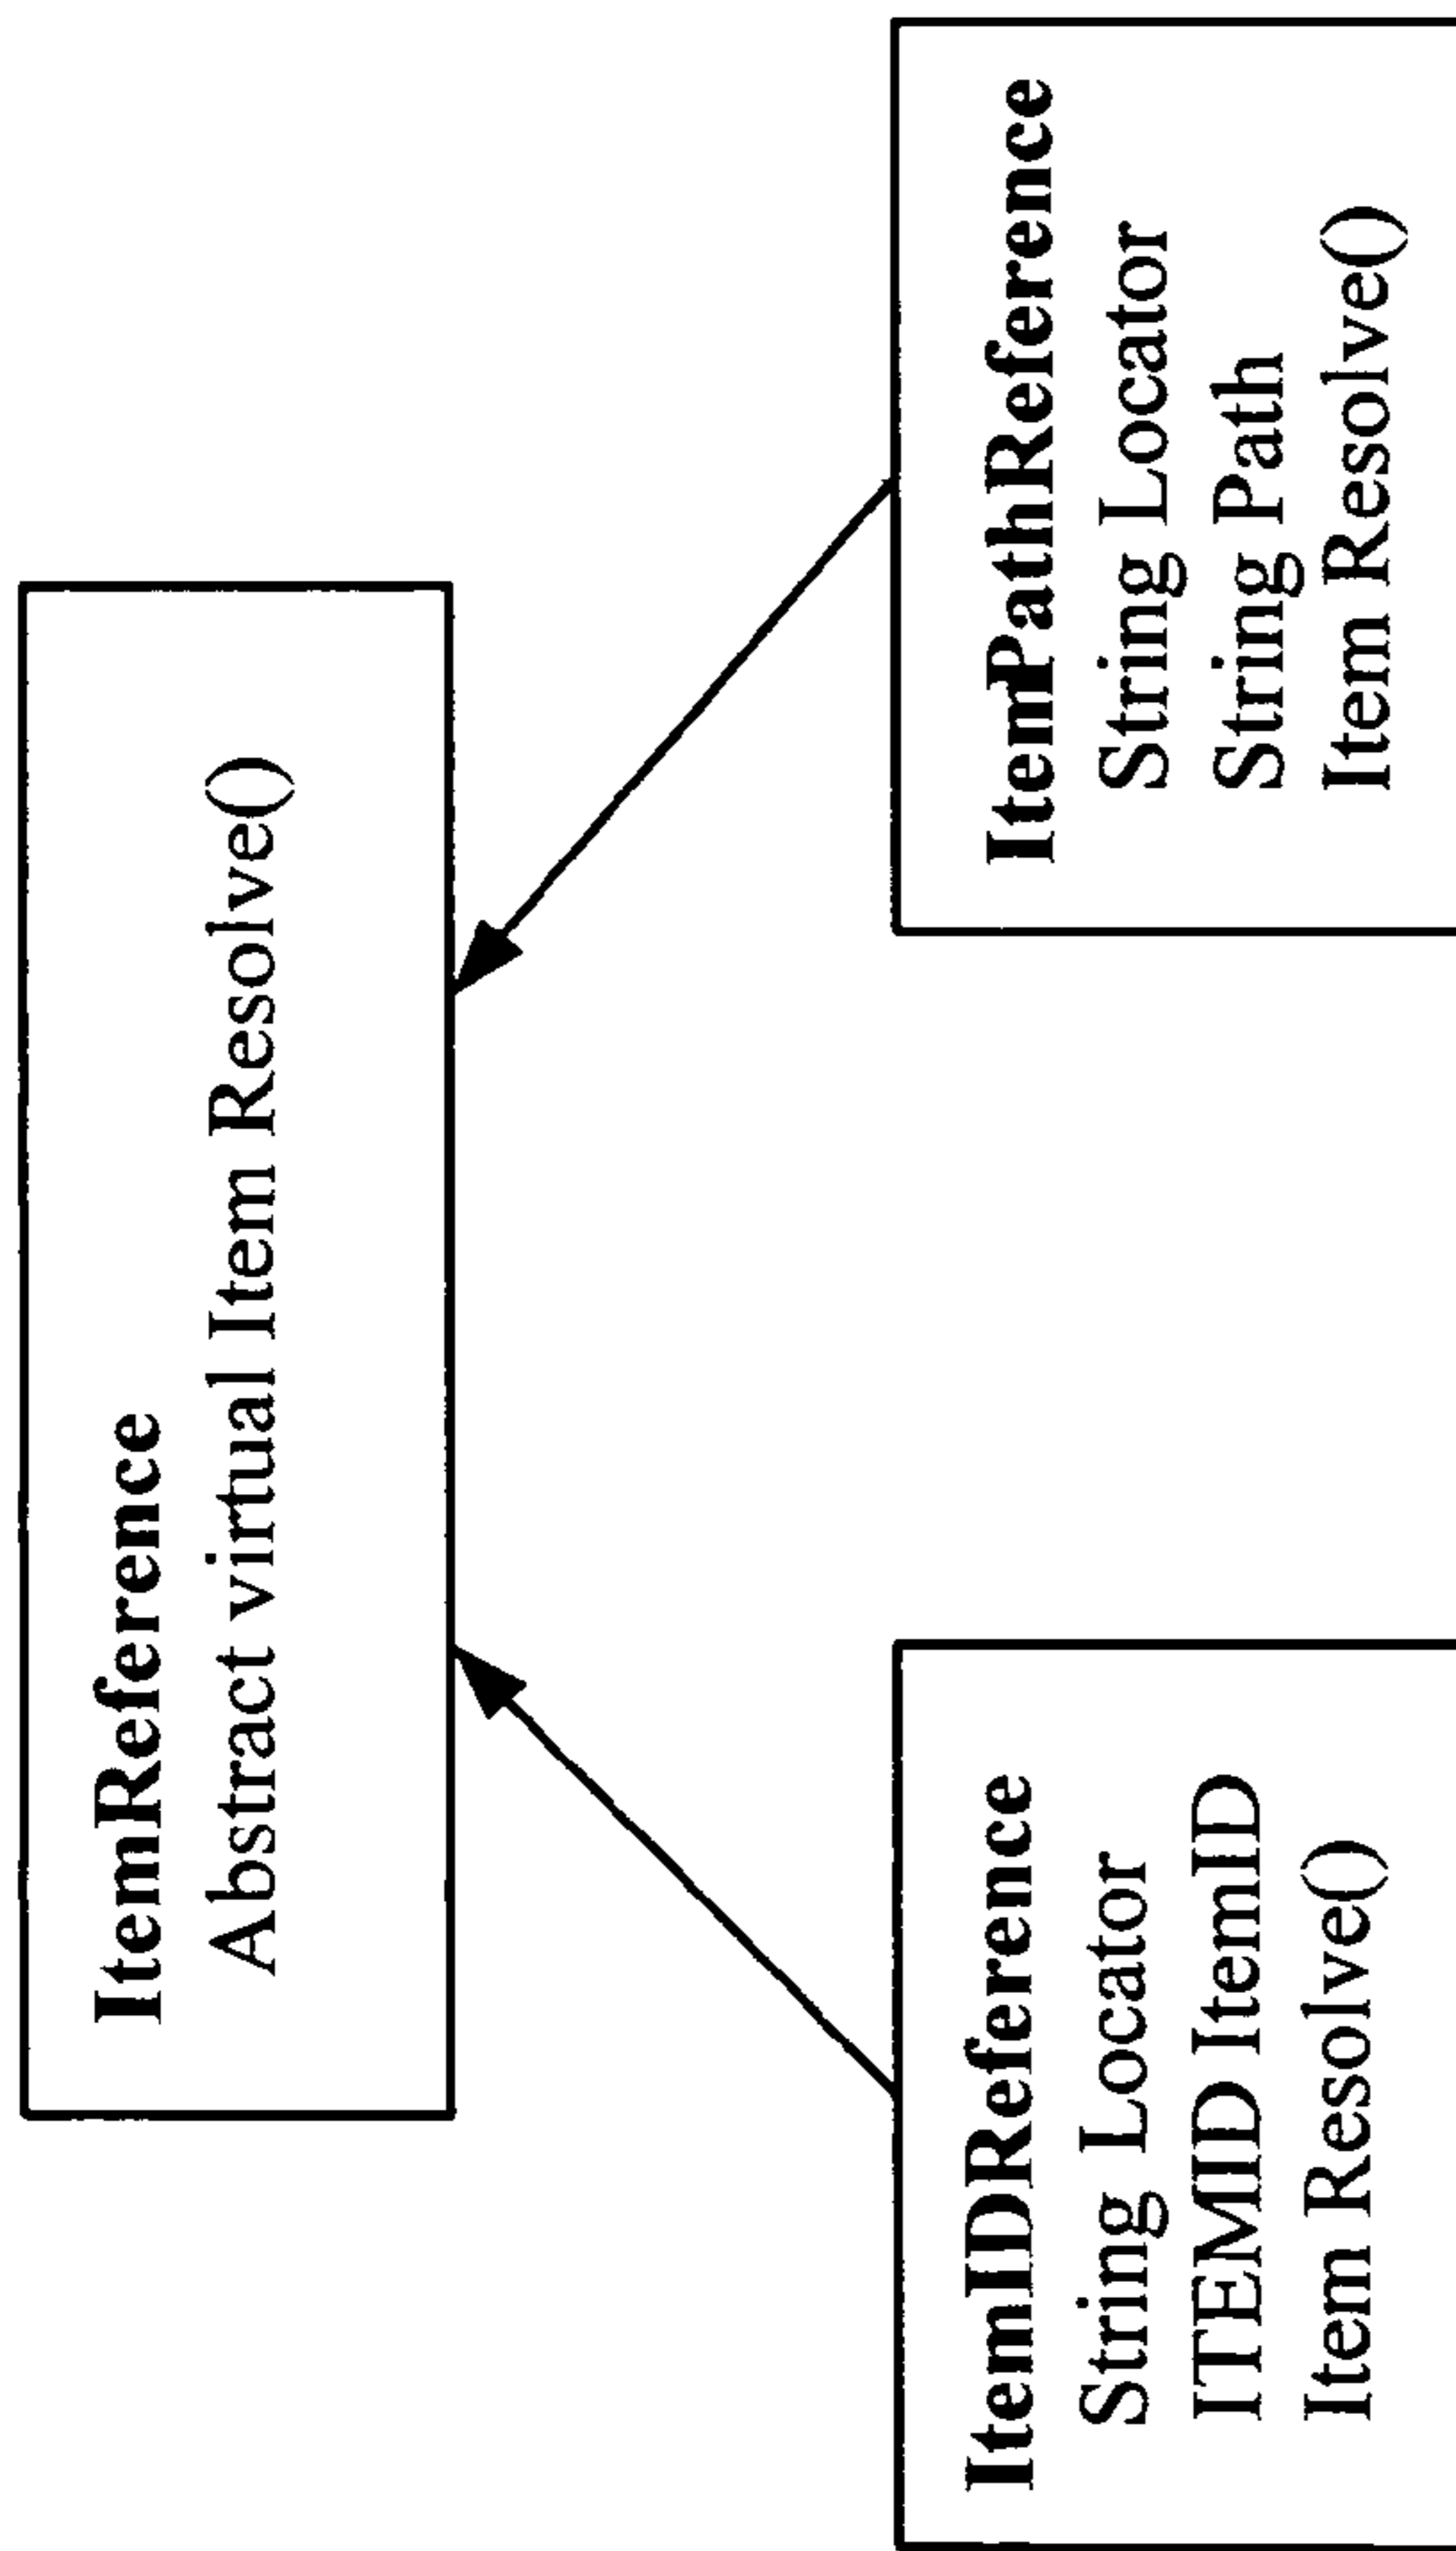 ItemReference
Abstract virtual Item Resolve()
ItemIDReference
String Locator
ITEMID ItemID
Item Resolve()
ItemPathReference
String Locator
String Path
Item Resolve()